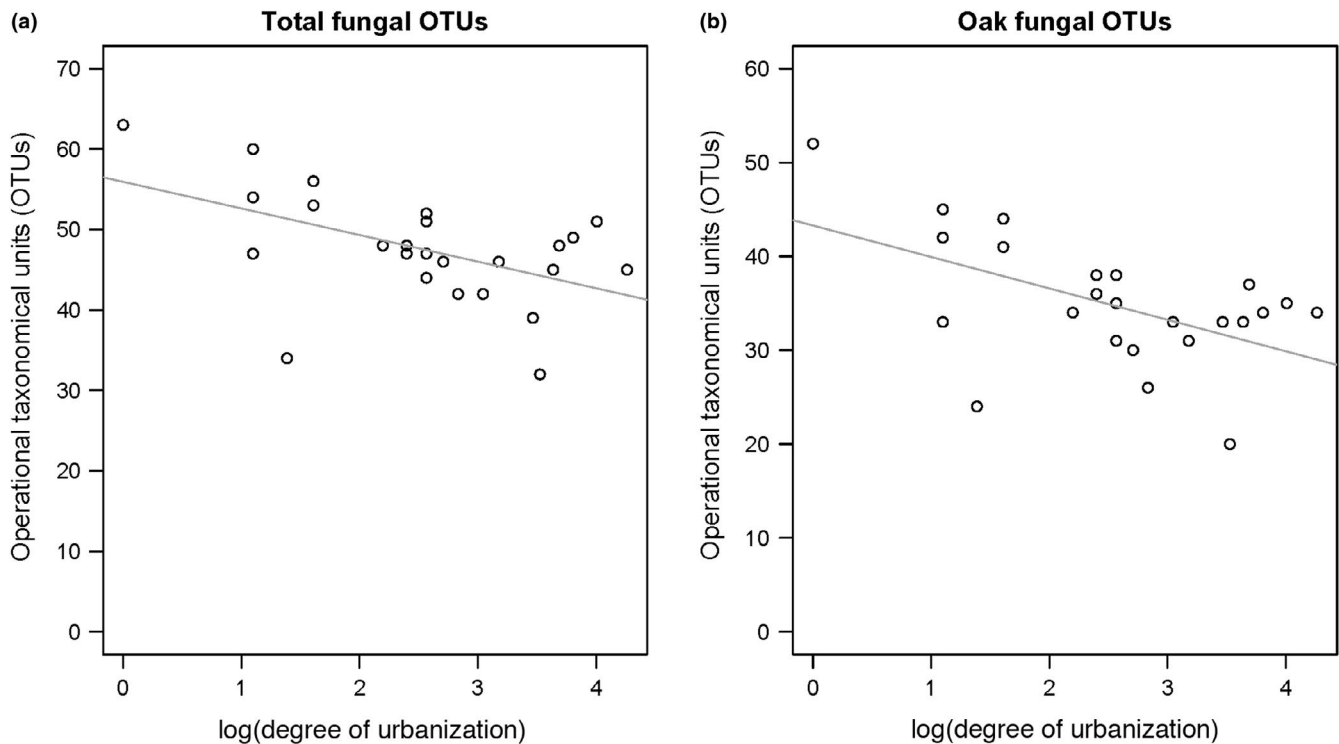 (a)
Total fungal OTUs
Operational taxonomical units (OTUs)
70
60
50
40
30
20
10
0
0 1 2 3 4
log(degree of urbanization)
(b)
Oak fungal OTUs
Operational taxonomical units (OTUs)
60
50
40
30
20
10
0
0 1 2 3 4
log(degree of urbanization)